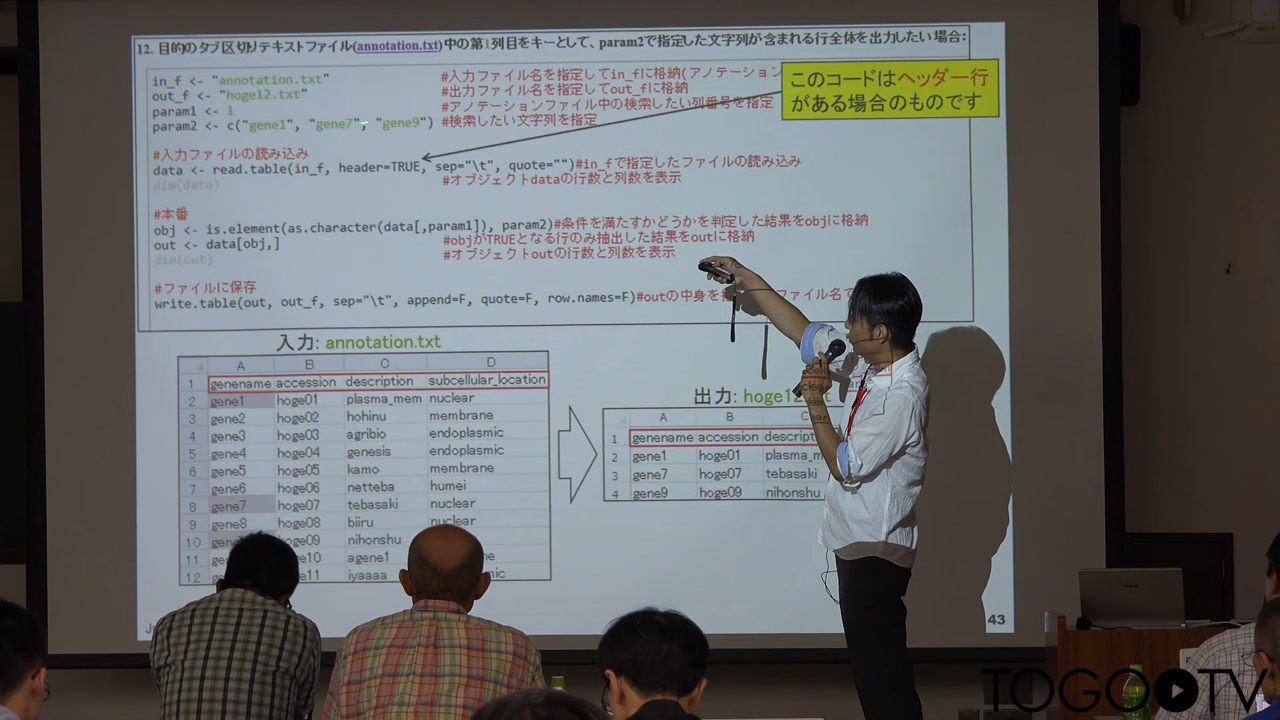 12. 目的のタブ区切りテキストファイル(annotation.txt)中の第1列目をキーとして、param2で指定した文字列が含まれる行全体を出力したい場合:
in_f <- "annotation.txt" #入力ファイル名を指定してin_fに格納(アノテーション
out_f <- "hoge12.txt" #出力ファイル名を指定してout_fに格納
param1 <- 1 #アノテーションファイル中の検索したい列番号を指定
param2 <- c("gene1", "gene7", "gene9") #検索したい文字列を指定
このコードはヘッダー行
がある場合のものです
#入力ファイルの読み込み
data <- read.table(in_f, header=TRUE, sep="\t", quote="")#in_fで指定したファイルの読み込み
dim(data) #オブジェクトdataの行数と列数を表示
#本番
obj <- is.element(as.character(data[,param1]), param2)#条件を満たすかどうかを判定した結果をobjに格納
out <- data[obj,] #objがTRUEとなる行のみ抽出した結果をoutに格納
dim(out) #オブジェクトoutの行数と列数を表示
#ファイルに保存
write.table(out, out_f, sep="\t", append=F, quote=F, row.names=F)#outの中身を ファイル名で
入力: annotation.txt
A B C D
1 genename accession description subcellular_location
2 gene1 hoge01 plasma_mem nuclear
3 gene2 hoge02 hohinu membrane
4 gene3 hoge03 agribio endoplasmic
5 gene4 hoge04 genesis endoplasmic
6 gene5 hoge05 kamo membrane
7 gene6 hoge06 netteba humei
8 gene7 hoge07 tebasaki nuclear
9 gene8 hoge08 biiru nuclear
10 hoge09 nihonshu
11 agene1
12 iyaaaa
出力: hoge12
A B C
1 genename accession descript
2 gene1 hoge01 plasma_m
3 gene7 hoge07 tebasaki
4 gene9 hoge09 nihonshu
43
TOGO TV